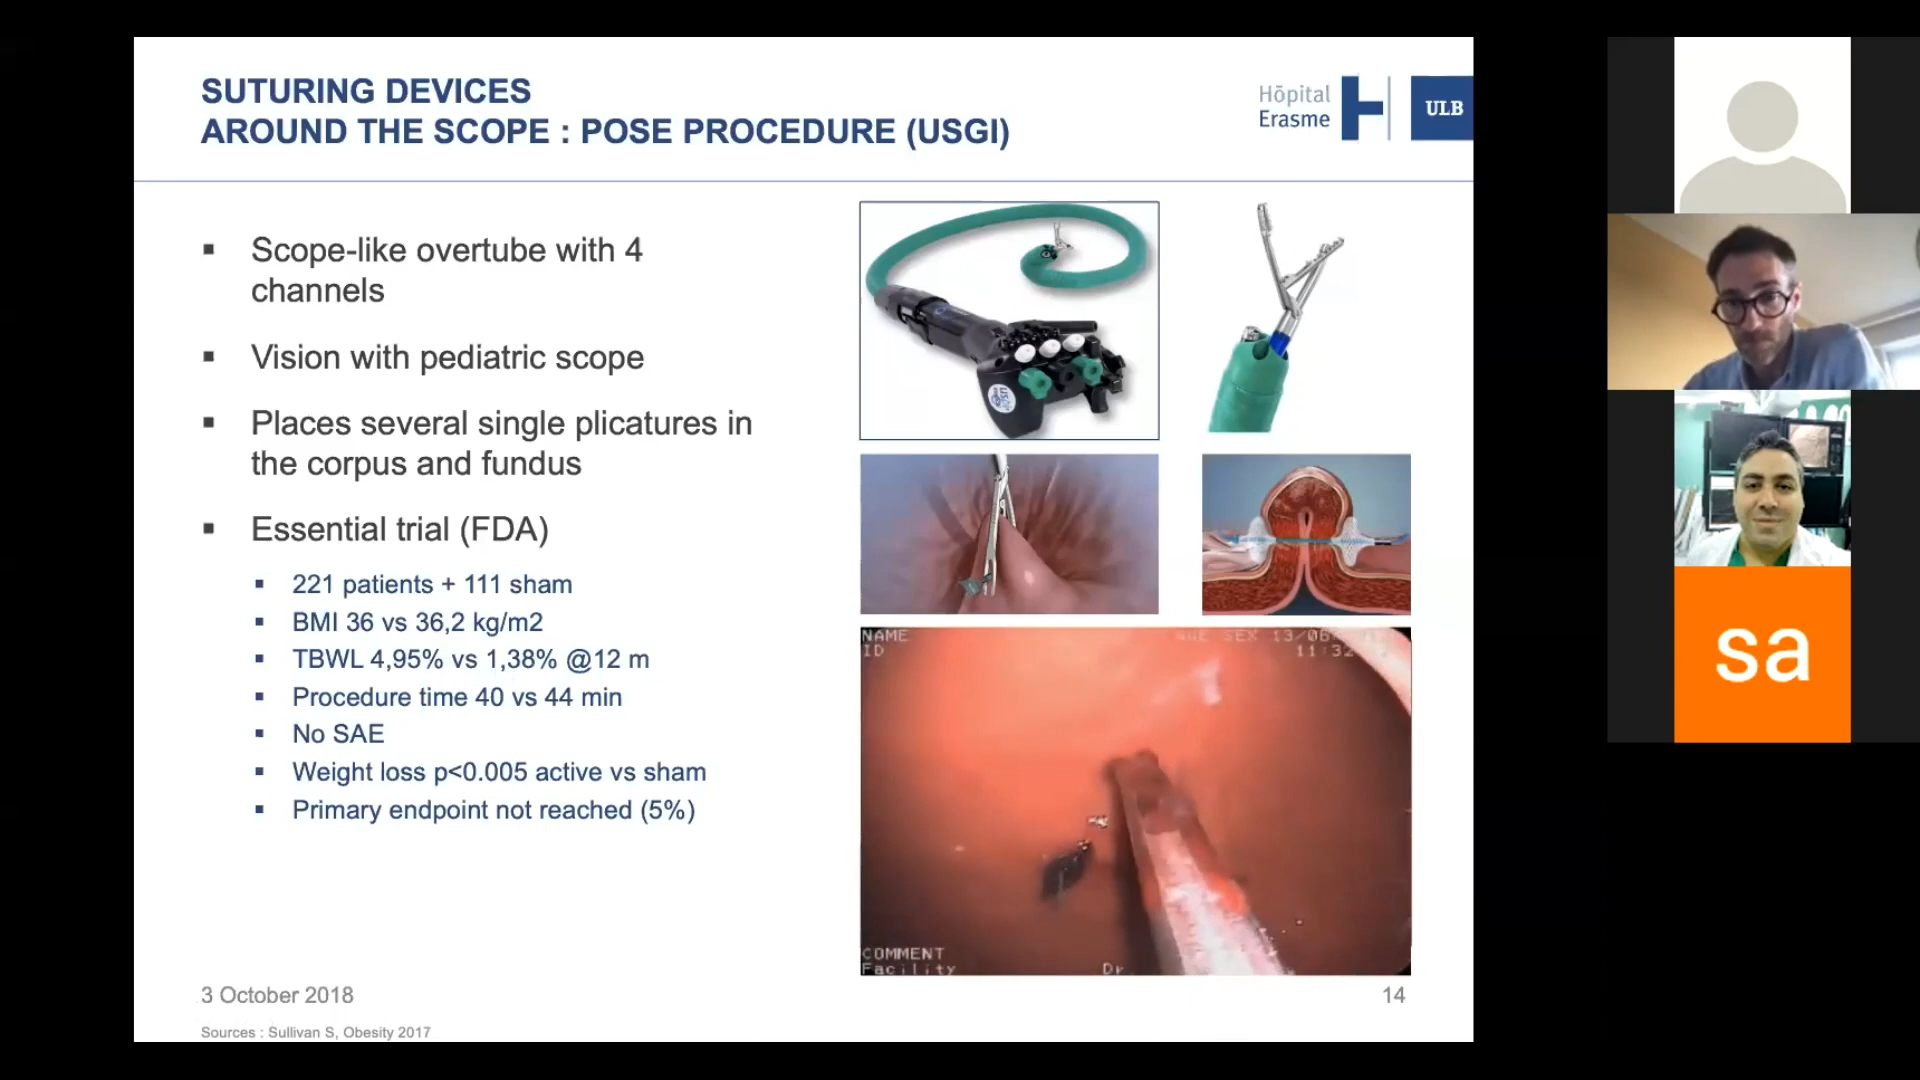 SUTURING DEVICES
AROUND THE SCOPE : POSE PROCEDURE (USGI)
Hōpital
Erasme
ULB
▪ Scope-like overtube with 4
channels
▪ Vision with pediatric scope
▪ Places several single plicatures in
the corpus and fundus
▪ Essential trial (FDA)
▪ 221 patients + 111 sham
▪ BMI 36 vs 36,2 kg/m2
▪ TBWL 4,95% vs 1,38% @12 m
▪ Procedure time 40 vs 44 min
▪ No SAE
▪ Weight loss p<0.005 active vs sham
▪ Primary endpoint not reached (5%)
NAME
SEX 13/06
ID
11:32
COMMENT
Facility
Dr.
3 October 2018
14
Sources : Sullivan S, Obesity 2017
sa